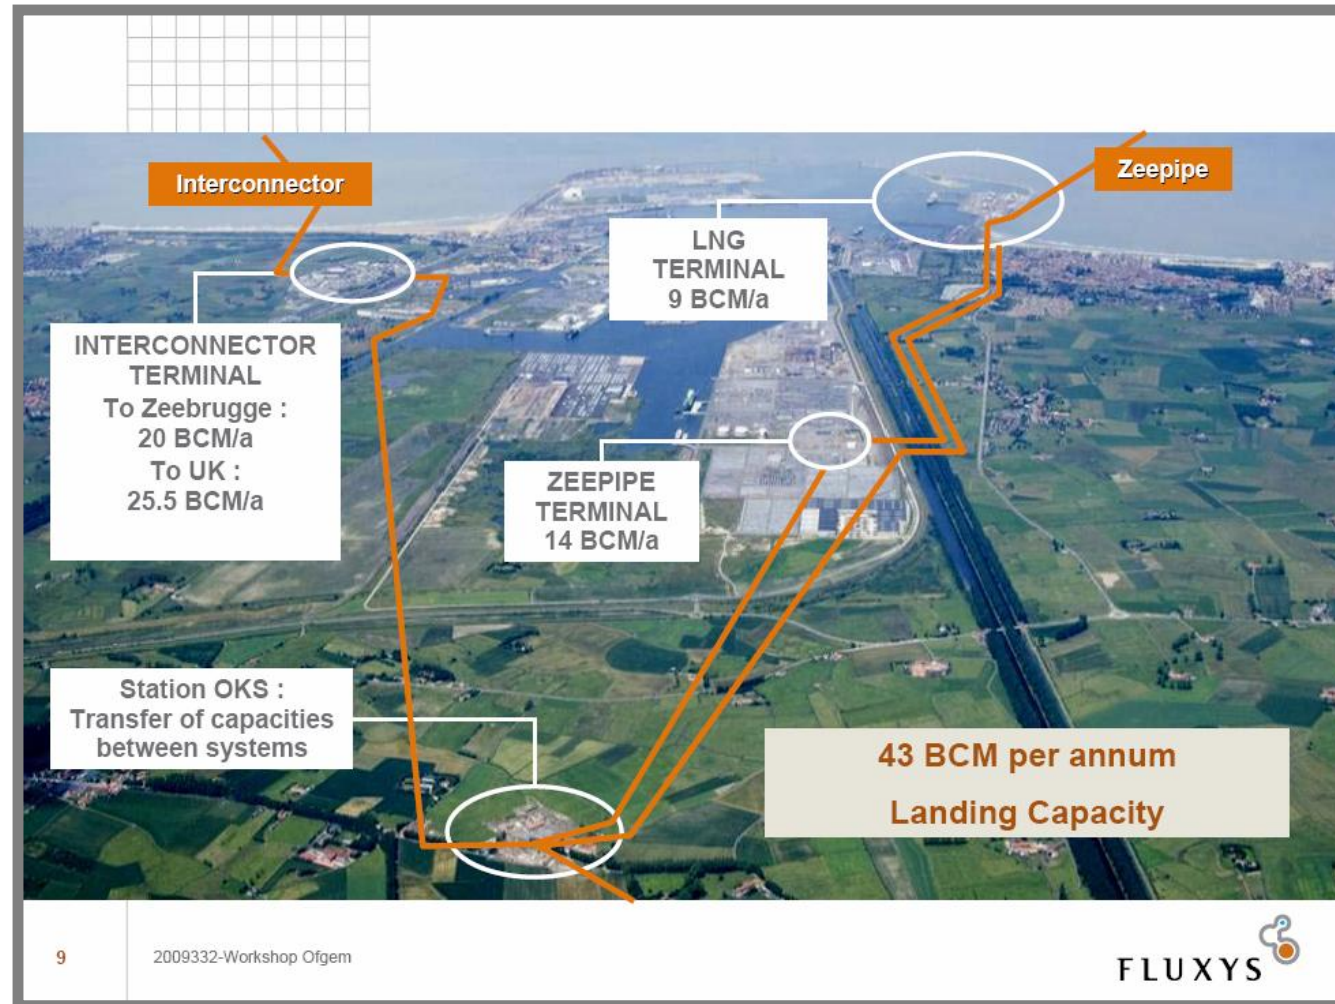 Interconnector
Zeepipe
LNG
TERMINAL
9 BCM/a
INTERCONNECTOR
TERMINAL
To Zeebrugge :
20 BCM/a
To UK :
25.5 BCM/a
ZEEPIPE
TERMINAL
14 BCM/a
Station OKS :
Transfer of capacities
between systems
43 BCM per annum
Landing Capacity
9
2009332-Workshop Ofgem
FLUXYS